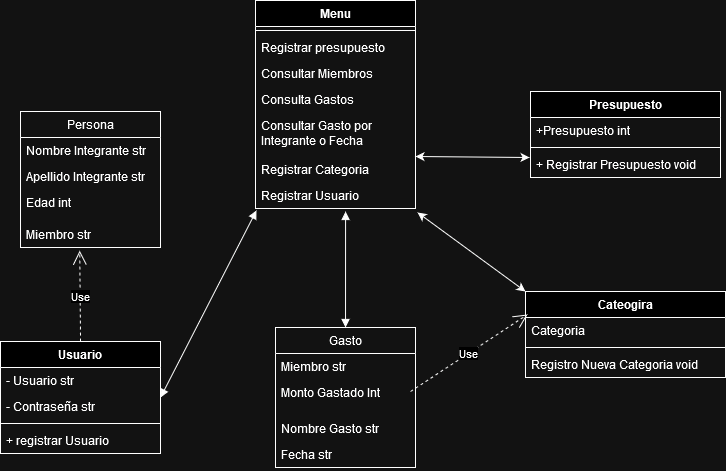 Menu
Registrar presupuesto
Consultar Miembros
Consulta Gastos
Consultar Gasto por
Integrante o Fecha
Registrar Categoria
Registrar Usuario
Presupuesto
+Presupuesto int
+ Registrar Presupuesto void
Persona
Nombre Integrante str
Apellido Integrante str
Edad int
Miembro str
Use
Usuario
- Usuario str
- Contraseña str
+ registrar Usuario
Gasto
Miembro str
Monto Gastado Int
Nombre Gasto str
Fecha str
Use
Cateogira
Categoria
Registro Nueva Categoria void